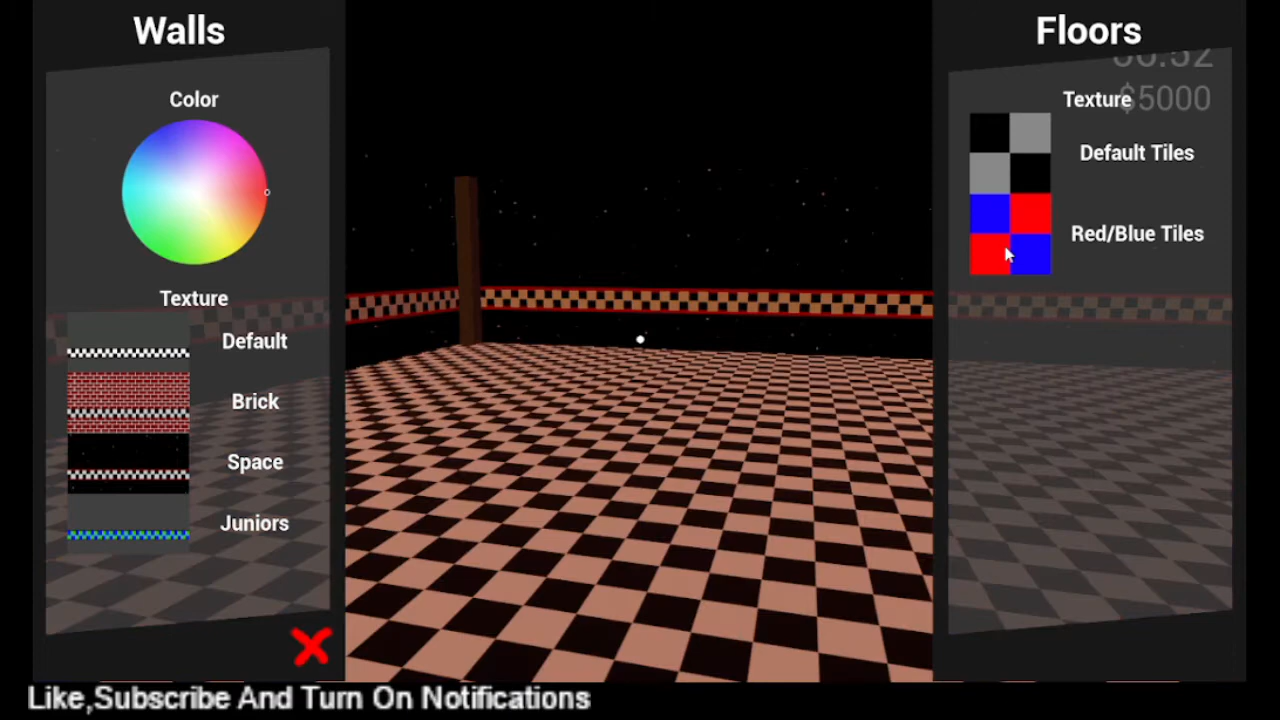 Walls
Color
Texture
Default
Brick
Space
Juniors
Floors
$5000
Texture
Default Tiles
Red/Blue Tiles
Like,Subscribe And Turn On Notifications